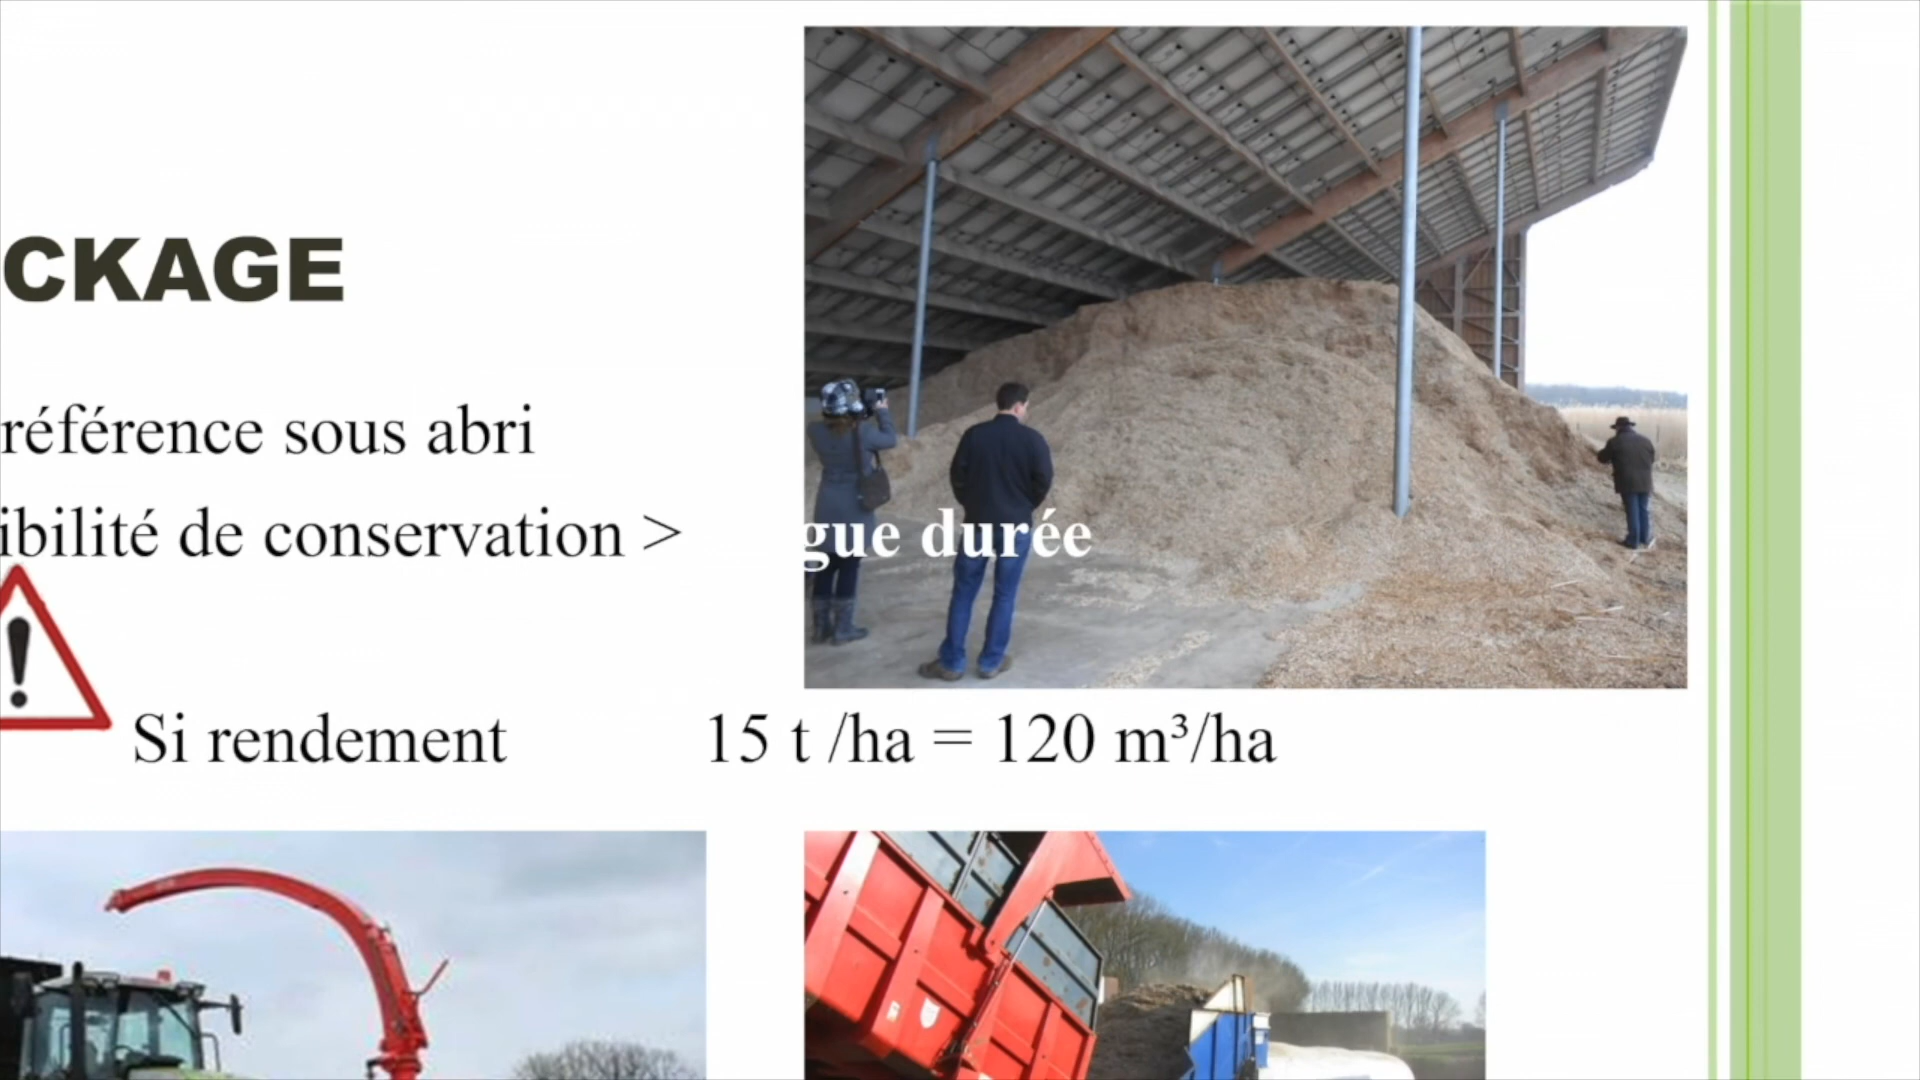 CKAGE
référence sous abri
ibilité de conservation > gue durée
Si rendement 15 t /ha = 120 m³/ha